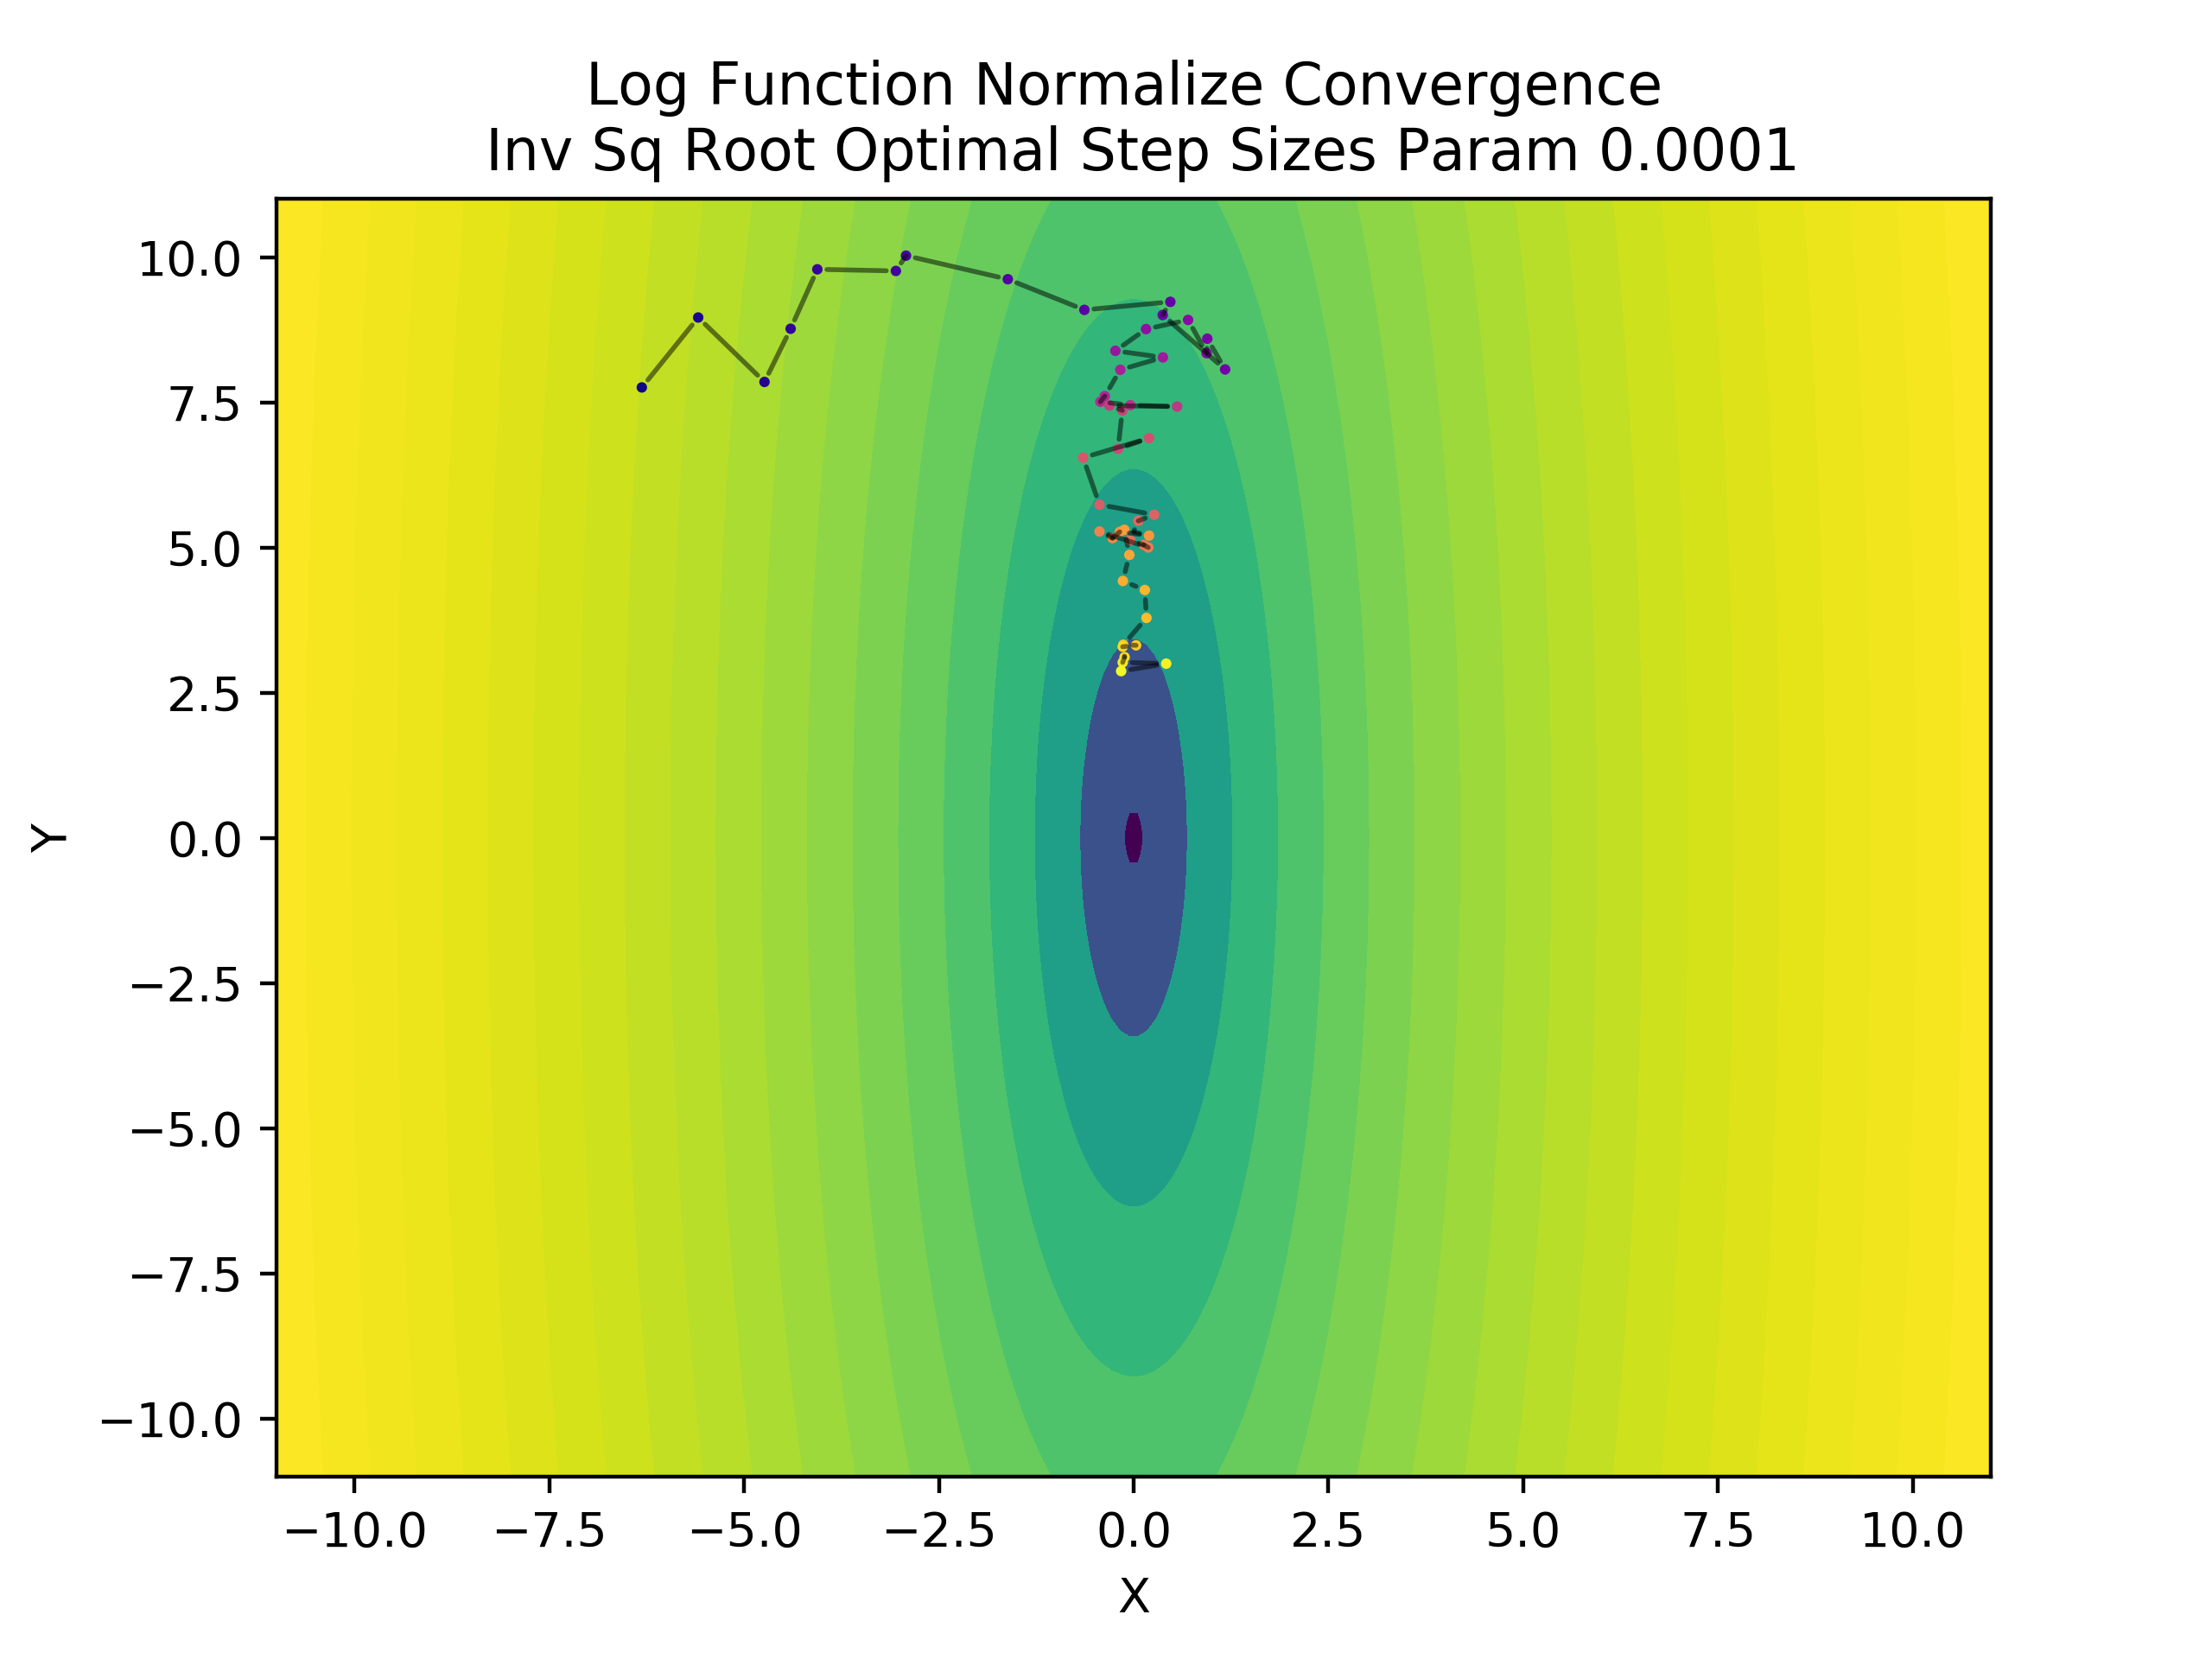 Log Function Normalize Convergence
Inv Sq Root Optimal Step Sizes Param 0.0001
10.0
7.5
5.0
2.5
0.0
−2.5
−5.0
−7.5
−10.0
Y
−10.0 −7.5 −5.0 −2.5 0.0 2.5 5.0 7.5 10.0
X